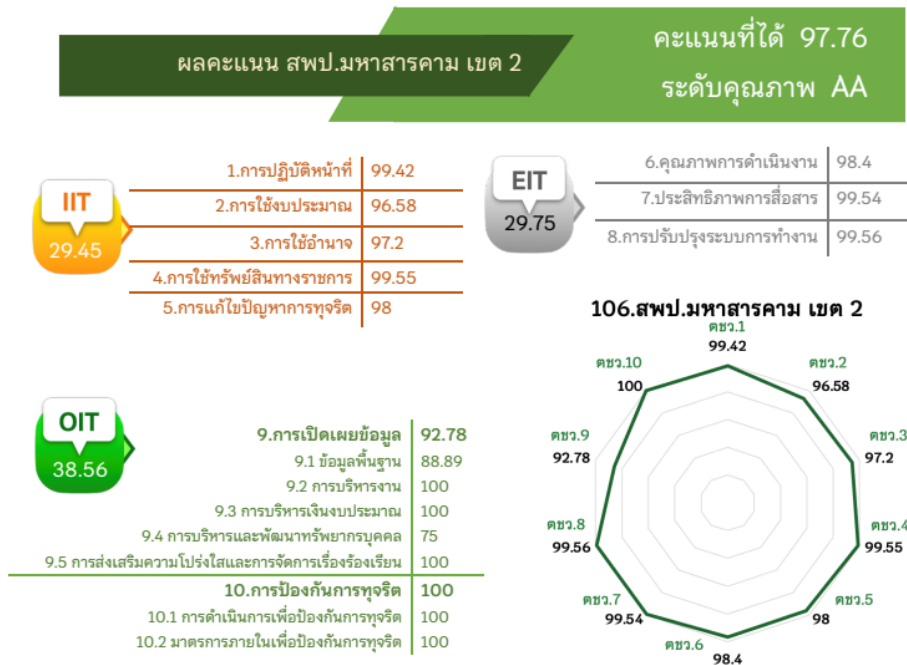 ผลคะแนน สพป.มหาสารคาม เขต 2
คะแนนที่ได้ 97.76
ระดับคุณภาพ AA
IIT
29.45
1.การปฏิบัติหน้าที่ 99.42
2.การใช้งบประมาณ 96.58
3.การใช้อำนาจ 97.2
4.การใช้ทรัพย์สินทางราชการ 99.55
5.การแก้ไขปัญหาการทุจริต 98
EIT
29.75
6.คุณภาพการดำเนินงาน 98.4
7.ประสิทธิภาพการสื่อสาร 99.54
8.การปรับปรุงระบบการทำงาน 99.56
OIT
38.56
9.การเปิดเผยข้อมูล 92.78
9.1 ข้อมูลพื้นฐาน 88.89
9.2 การบริหารงาน 100
9.3 การบริหารเงินงบประมาณ 100
9.4 การบริหารและพัฒนาทรัพยากรบุคคล 75
9.5 การส่งเสริมความโปร่งใสและการจัดการเรื่องร้องเรียน 100
10.การป้องกันการทุจริต 100
10.1 การดำเนินการเพื่อป้องกันการทุจริต 100
10.2 มาตรการภายในเพื่อป้องกันการทุจริต 100
106.สพป.มหาสารคาม เขต 2
ตชว.1
99.42
ตชว.2
96.58
ตชว.3
97.2
ตชว.4
99.55
ตชว.5
98
ตชว.6
98.4
ตชว.7
99.54
ตชว.8
99.56
ตชว.9
92.78
ตชว.10
100